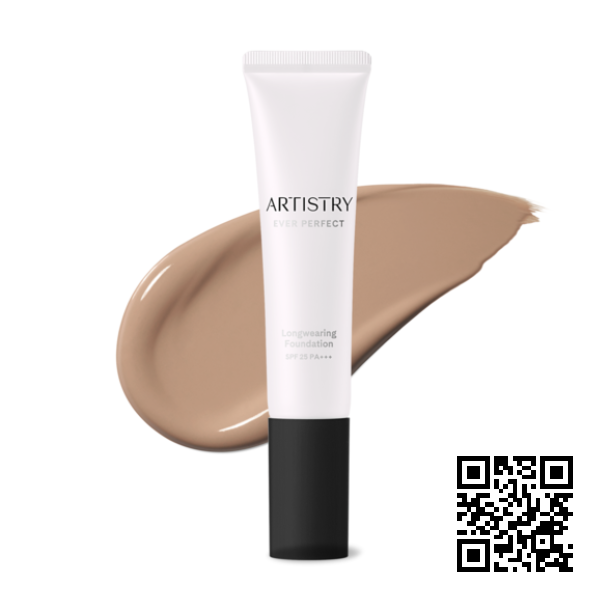 ARTISTRY
EVER PERFECT
Longwearing
Foundation
SPF 25 PA+++